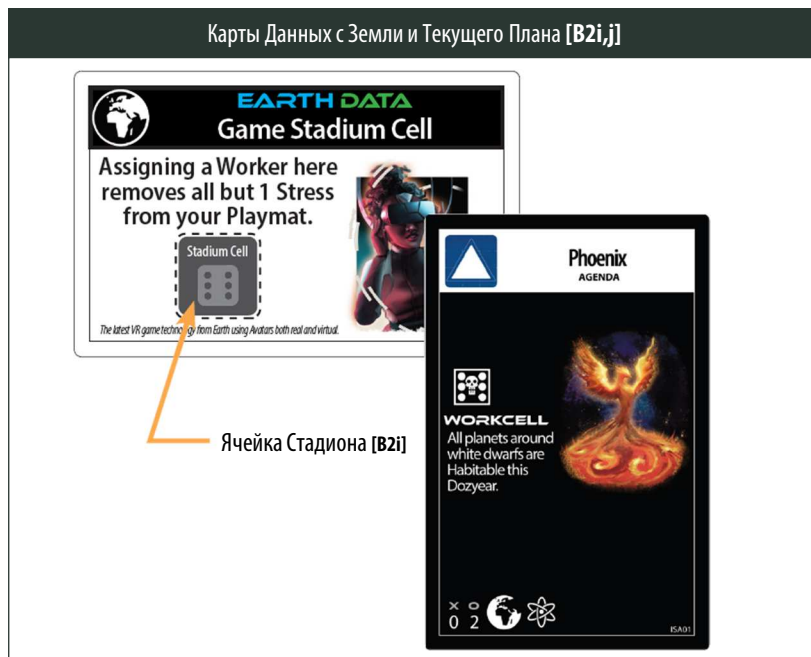 Карты Данных с Земли и Текущего Плана [B2i,j]
EARTH DATA
Game Stadium Cell
Assigning a Worker here
removes all but 1 Stress
from your Playmat.
Stadium Cell
The latest VR game technology from Earth using Avatars both real and virtual.
Ячейка Стадиона [B2i]
Phoenix
AGENDA
WORKCELL
All planets around
white dwarfs are
Habitable this
Dozyear.
X O
0 2
ISA01